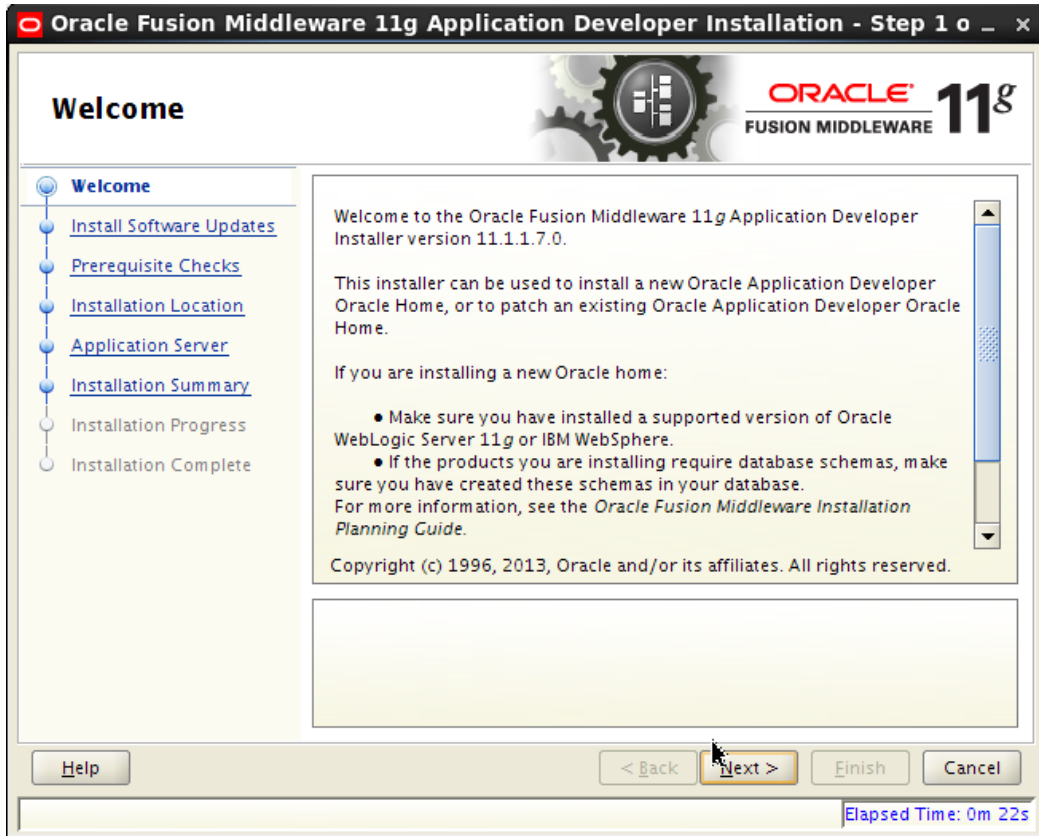 Oracle Fusion Middleware 11g Application Developer Installation - Step 1 o
Welcome
ORACLE
FUSION MIDDLEWARE
11g
Welcome
Install Software Updates
Prerequisite Checks
Installation Location
Application Server
Installation Summary
Installation Progress
Installation Complete
Welcome to the Oracle Fusion Middleware 11g Application Developer
Installer version 11.1.1.7.0.
This installer can be used to install a new Oracle Application Developer
Oracle Home, or to patch an existing Oracle Application Developer Oracle
Home.
If you are installing a new Oracle home:
• Make sure you have installed a supported version of Oracle
WebLogic Server 11g or IBM WebSphere.
• If the products you are installing require database schemas, make
sure you have created these schemas in your database.
For more information, see the Oracle Fusion Middleware Installation
Planning Guide.
Copyright (c) 1996, 2013, Oracle and/or its affiliates. All rights reserved.
Help
< Back
Next >
Finish
Cancel
Elapsed Time: 0m 22s